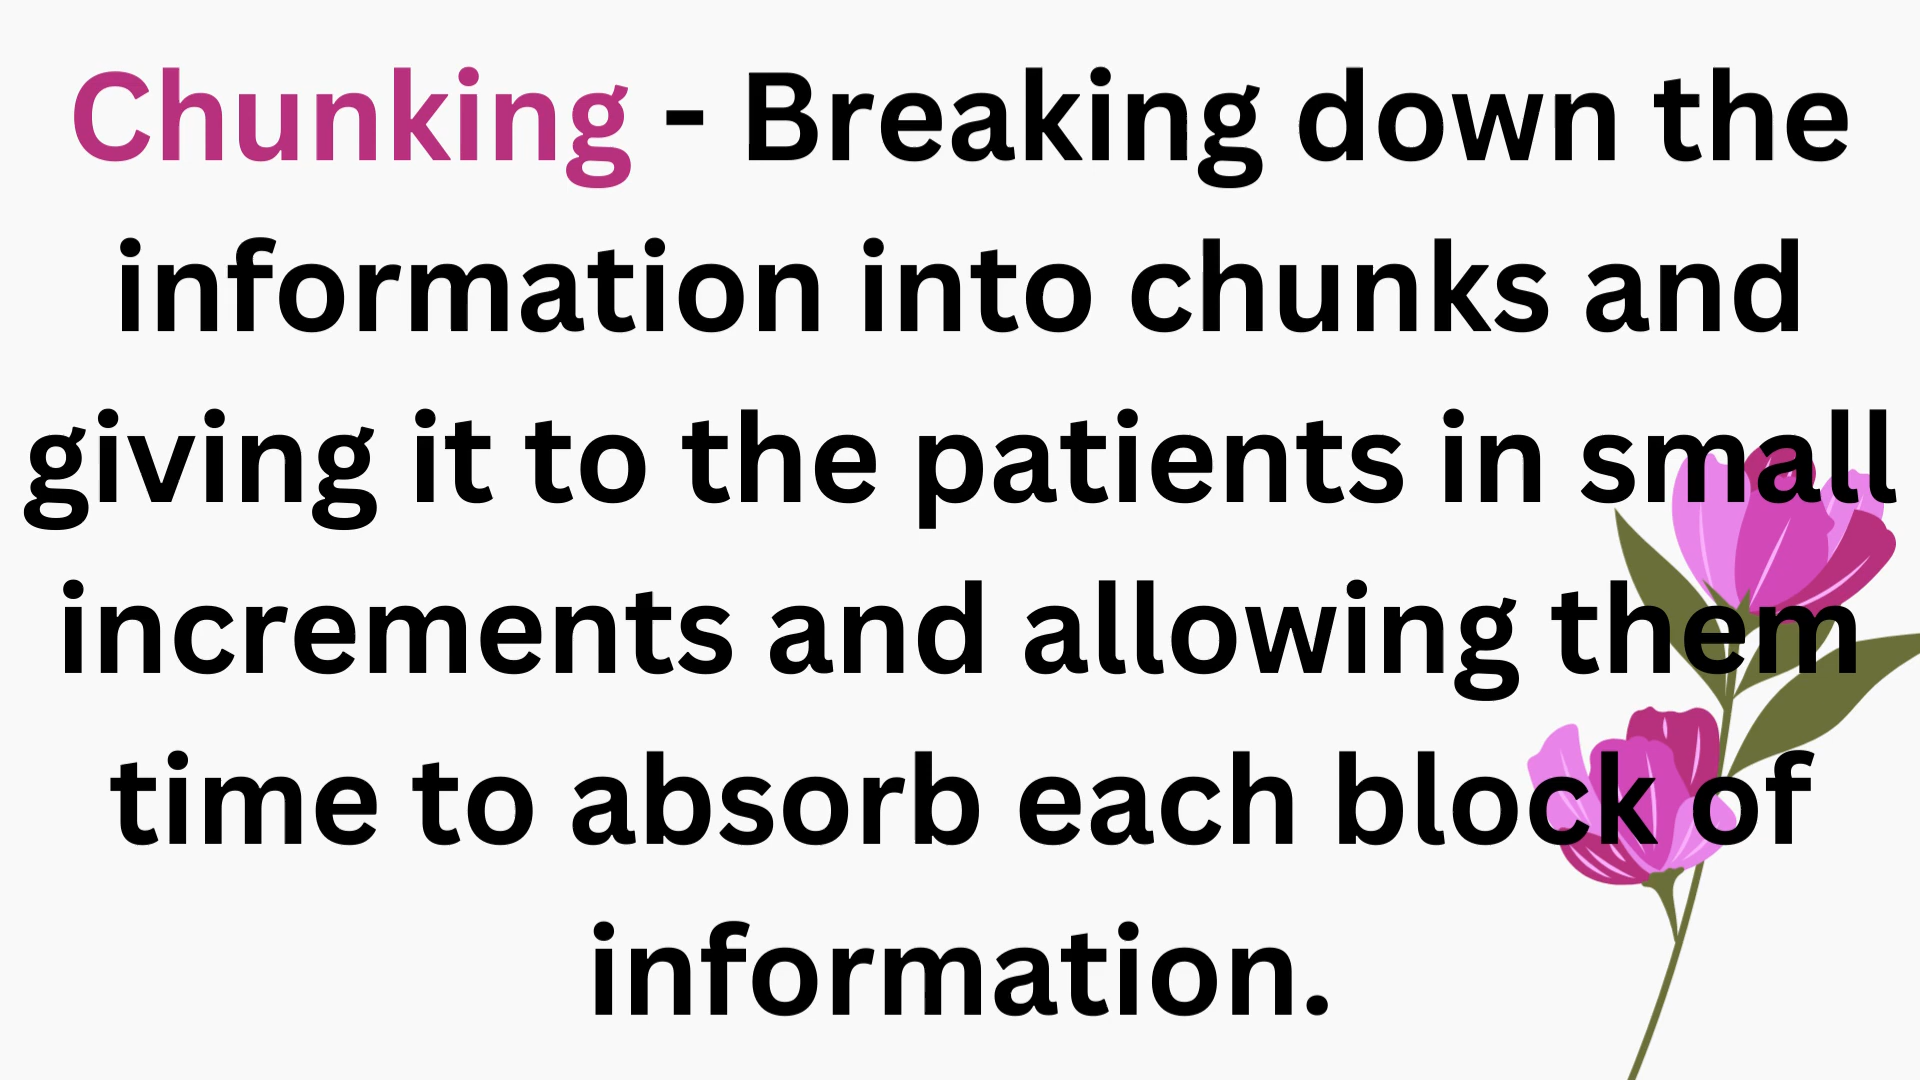 Chunking - Breaking down the
information into chunks and
giving it to the patients in small
increments and allowing them
time to absorb each block of
information.